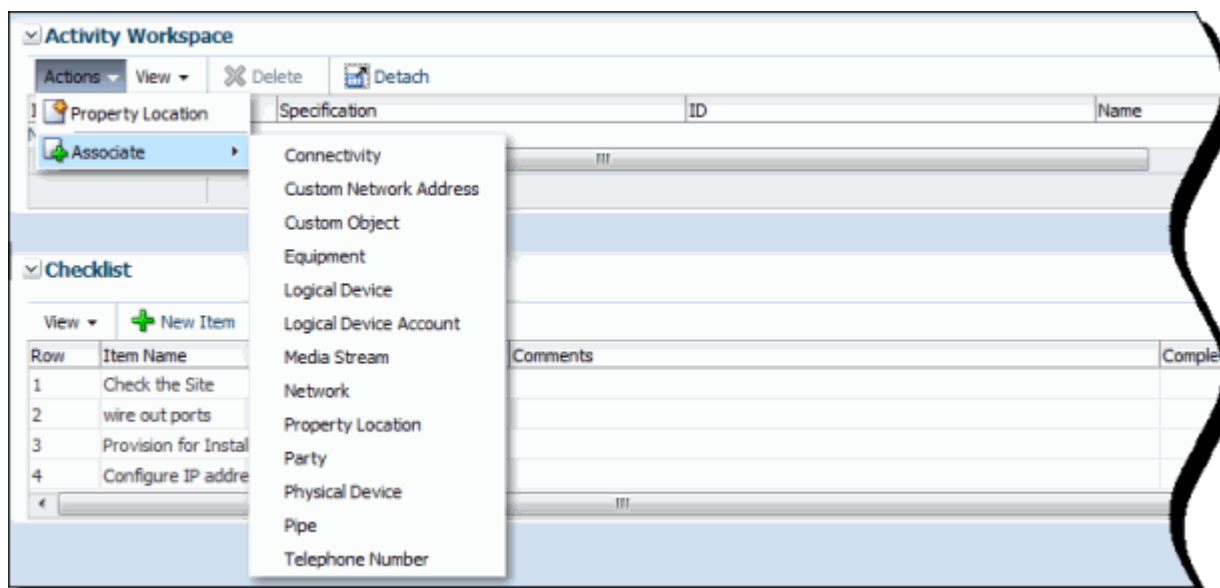 Activity Workspace
Actions View Delete Detach
Property Location Specification ID Name
Associate
Connectivity
Custom Network Address
Custom Object
Equipment
Logical Device
Logical Device Account
Media Stream
Network
Property Location
Party
Physical Device
Pipe
Telephone Number
Checklist
View New Item
Row Item Name Comments Comple
1 Check the Site
2 wire out ports
3 Provision for Instal
4 Configure IP addre